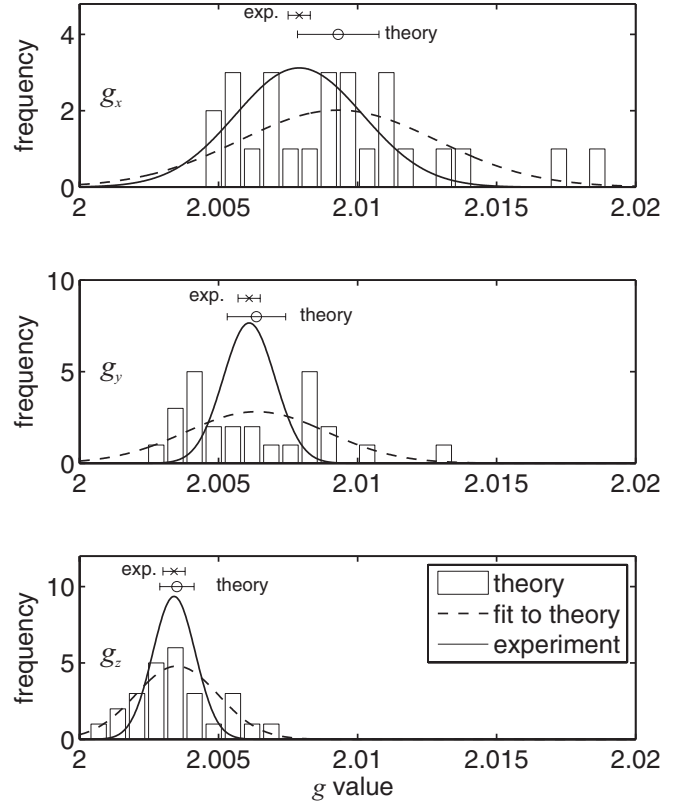 exp.
4
theory
frequency
g_x
2
0
2 2.005 2.01 2.015 2.02
10
exp.
theory
frequency
g_y
5
0
2 2.005 2.01 2.015 2.02
exp.
10
theory
theory
fit to theory
experiment
frequency
g_z
5
0
2 2.005 2.01 2.015 2.02
g value